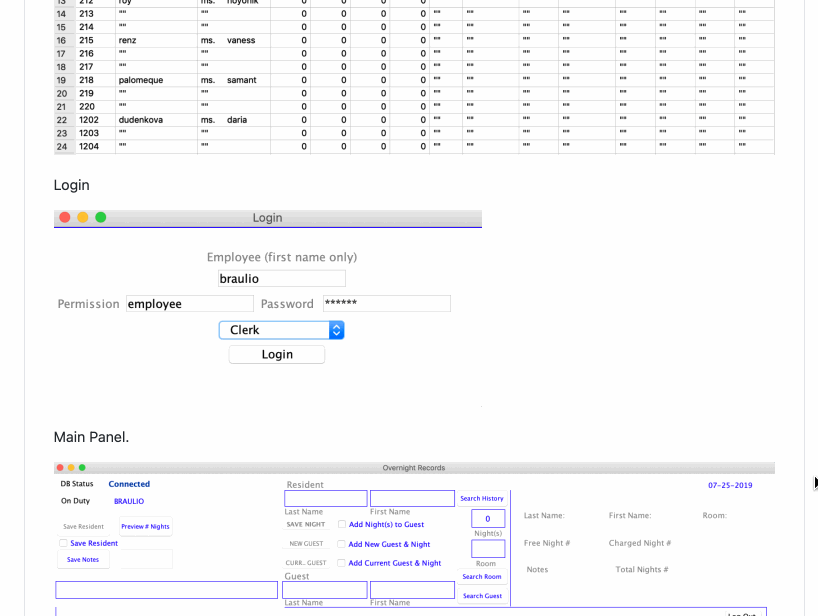 13 212 roy ms. noyonik 0 0 0 0 "" "" "" "" "" "" "" ""
14 213 "" "" 0 0 0 0 "" "" "" "" "" "" "" ""
15 214 "" "" 0 0 0 0 "" "" "" "" "" "" "" ""
16 215 renz ms. vaness 0 0 0 0 "" "" "" "" "" "" "" ""
17 216 "" "" 0 0 0 0 "" "" "" "" "" "" "" ""
18 217 "" "" 0 0 0 0 "" "" "" "" "" "" "" ""
19 218 palomeque ms. samant 0 0 0 0 "" "" "" "" "" "" "" ""
20 219 "" "" 0 0 0 0 "" "" "" "" "" "" "" ""
21 220 "" "" 0 0 0 0 "" "" "" "" "" "" "" ""
22 1202 dudenkova ms. daria 0 0 0 0 "" "" "" "" "" "" "" ""
23 1203 "" "" 0 0 0 0 "" "" "" "" "" "" "" ""
24 1204 "" "" 0 0 0 0 "" "" "" "" "" "" "" ""
Login
Login
Employee (first name only)
braulio
Permission employee Password ******
Clerk
Login
Main Panel.
Overnight Records
DB Status Connected Resident 07-25-2019
On Duty BRAULIO Search History
Last Name First Name
Save Resident Preview # Nights SAVE NIGHT Add Night(s) to Guest 0 Last Name: First Name: Room:
Night(s)
Save Resident NEW GUEST Add New Guest & Night Free Night # Charged Night #
Save Notes CURR.. GUEST Add Current Guest & Night Room
Notes Total Nights #
Guest Search Room
Search Guest
Last Name First Name
Log Out